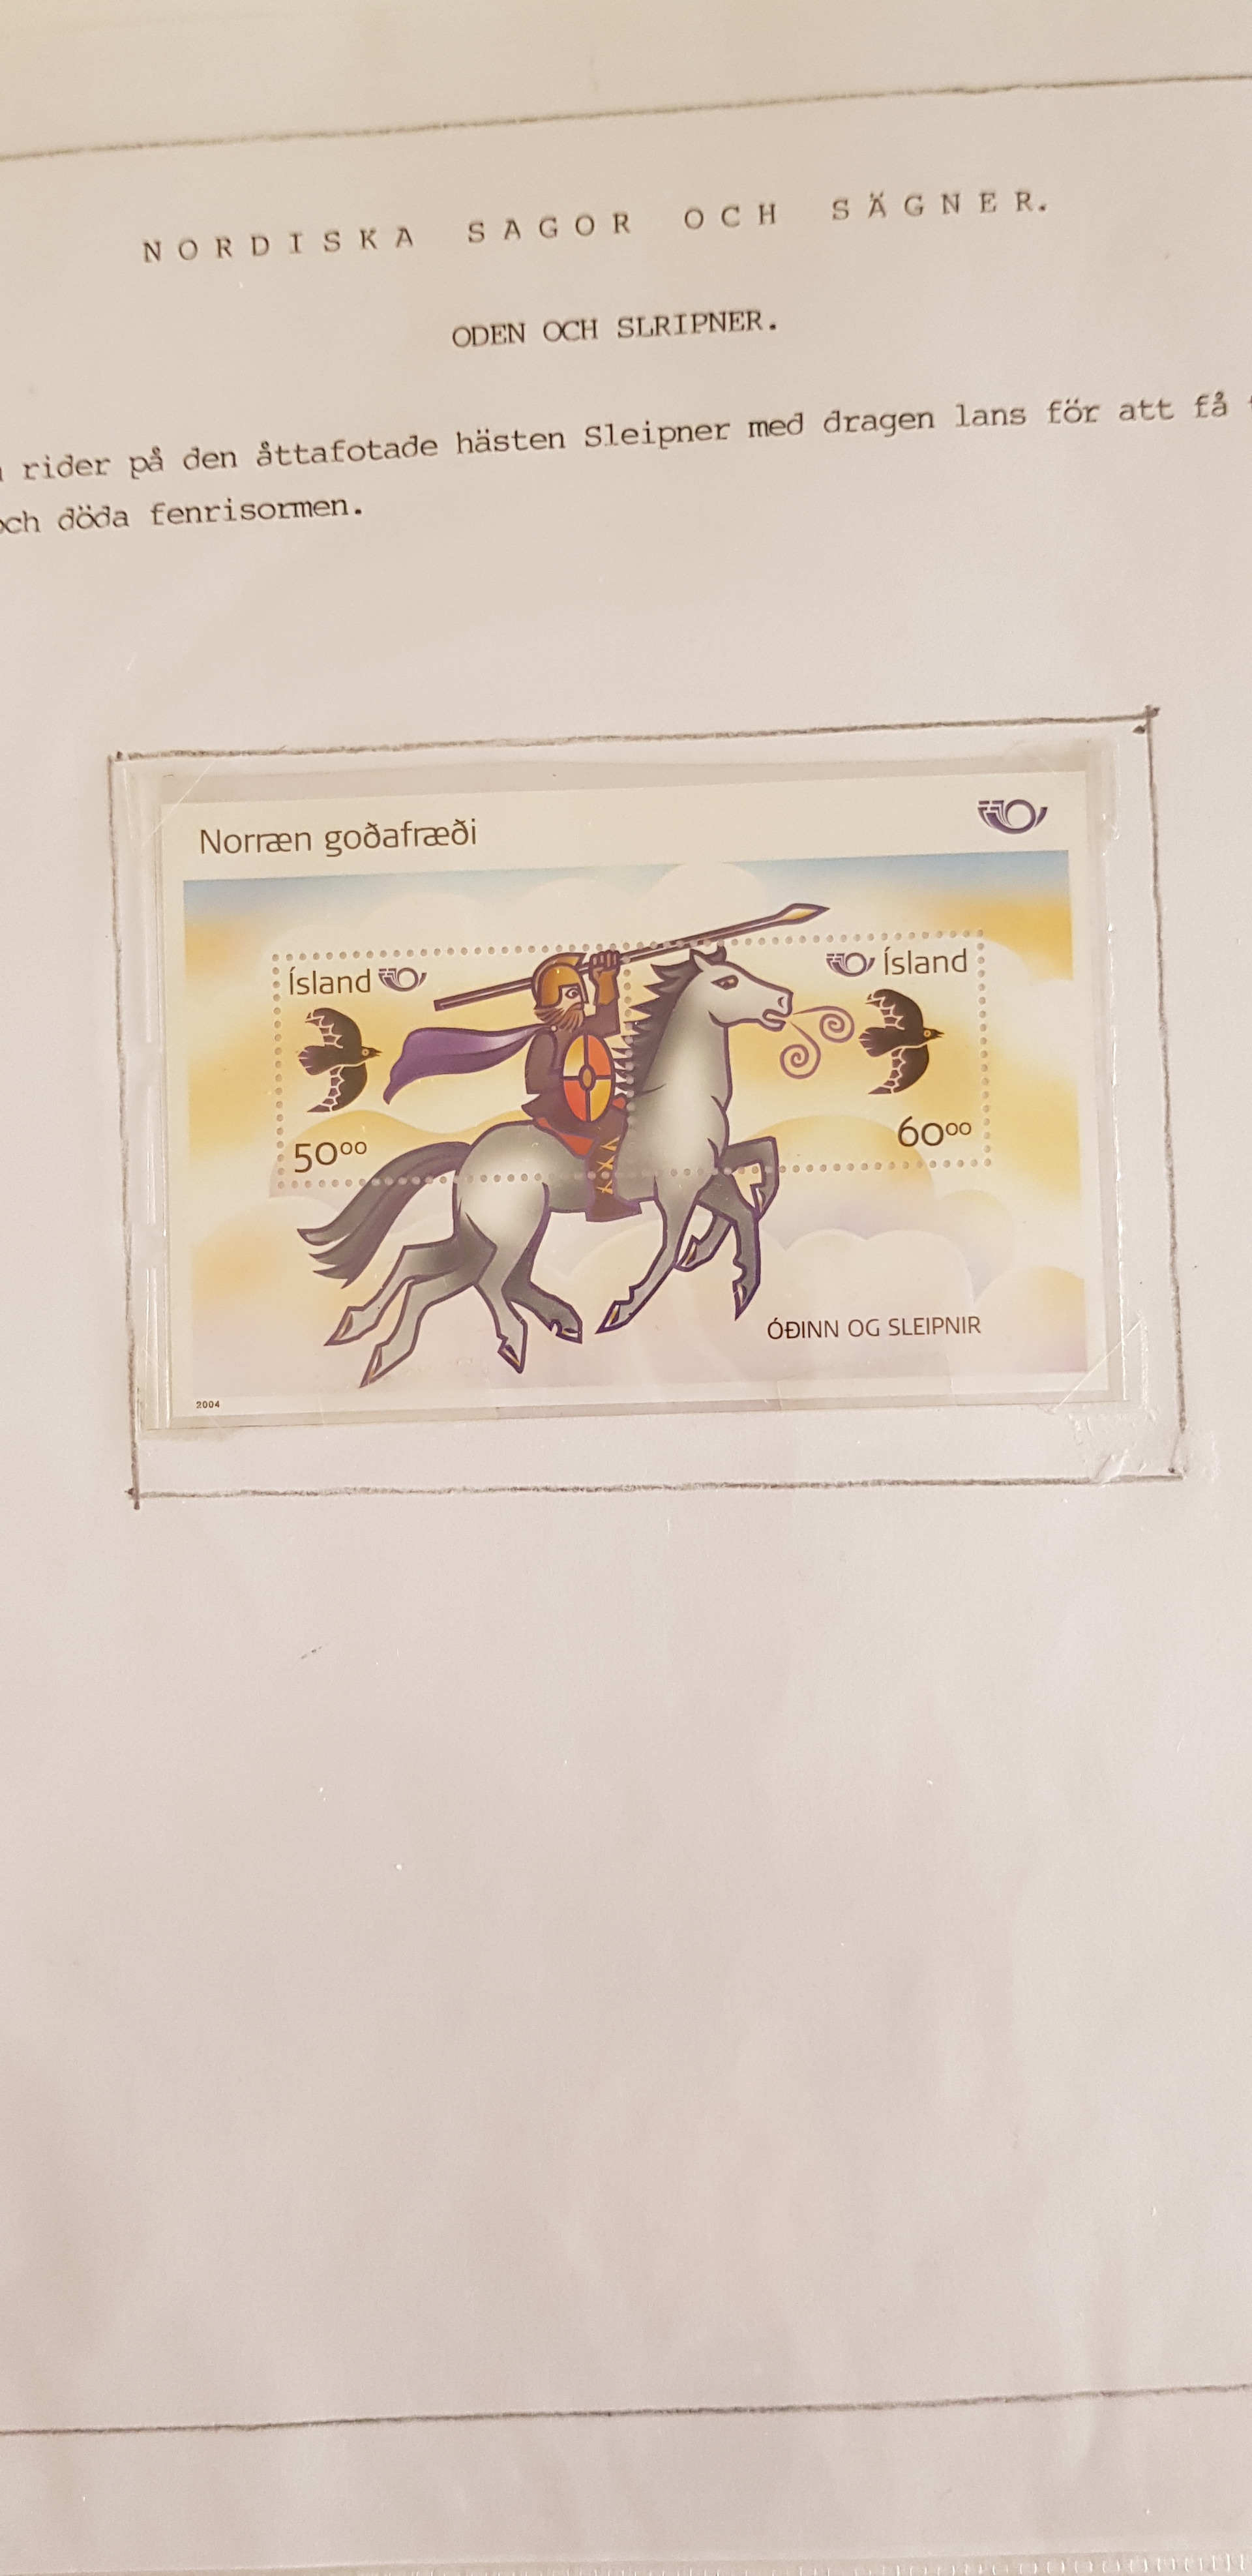 NORDISKA SAGOR OCH SÄGNER.
ODEN OCH SLRIPNER.
rider på den åttafotade hästen Sleipner med dragen lans för att få
och döda fenrisormen.
Norræn goðafræði
Ísland
Ísland
50⁰⁰
60⁰⁰
ÓÐINN OG SLEIPNIR
2004